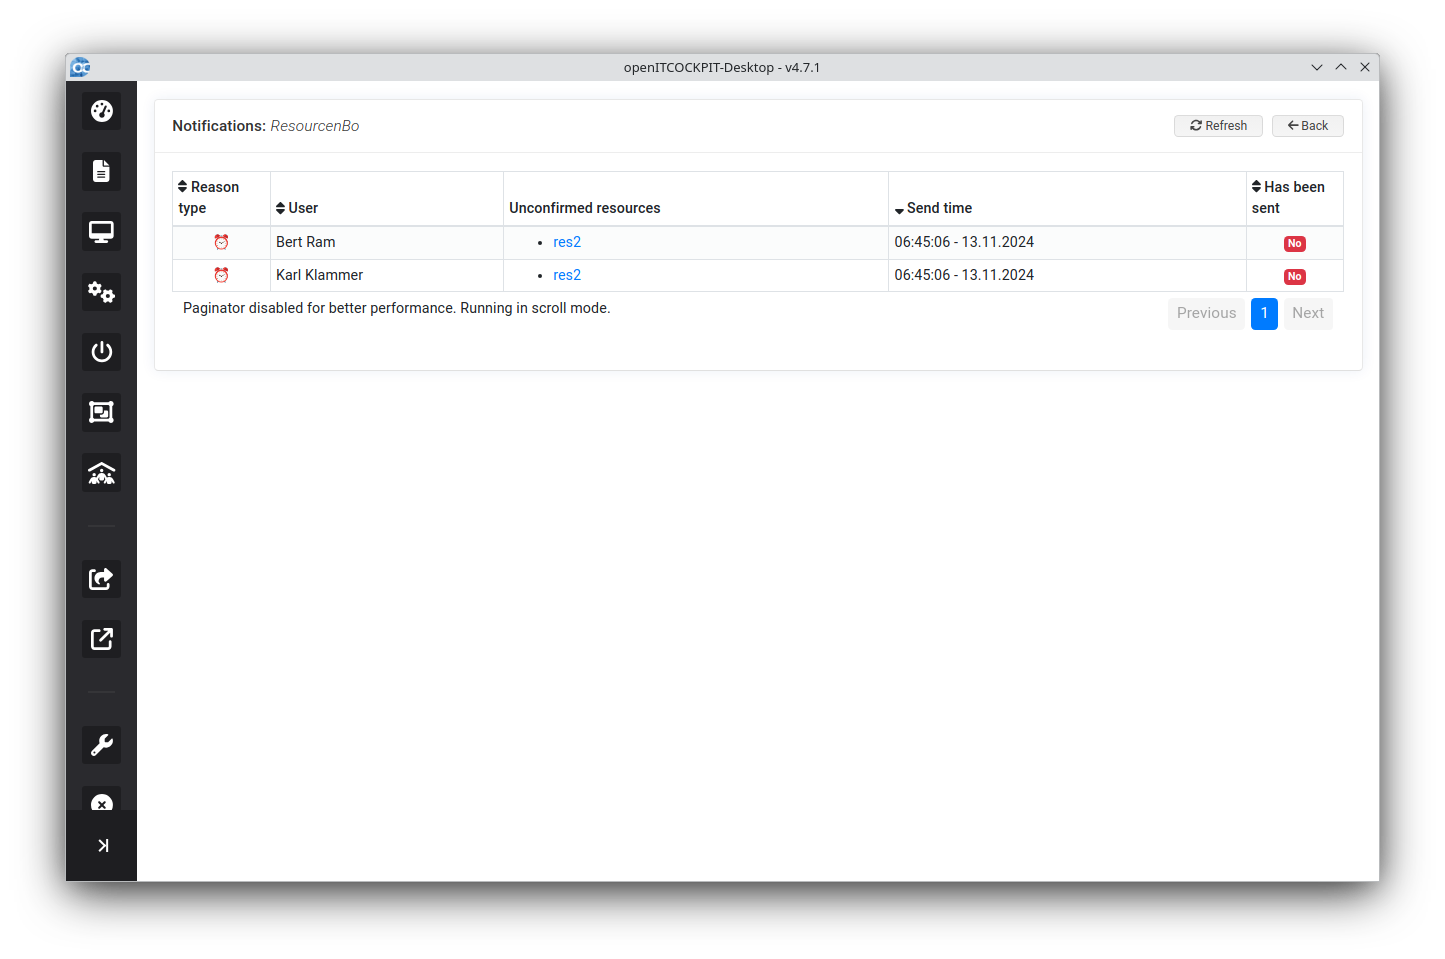 openITCOCKPIT-Desktop - v4.7.1
Notifications: ResourcenBo
Refresh
Back
Reason type
User
Unconfirmed resources
Send time
Has been sent
Bert Ram
res2
06:45:06 - 13.11.2024
No
Karl Klammer
res2
06:45:06 - 13.11.2024
No
Paginator disabled for better performance. Running in scroll mode.
Previous
1
Next